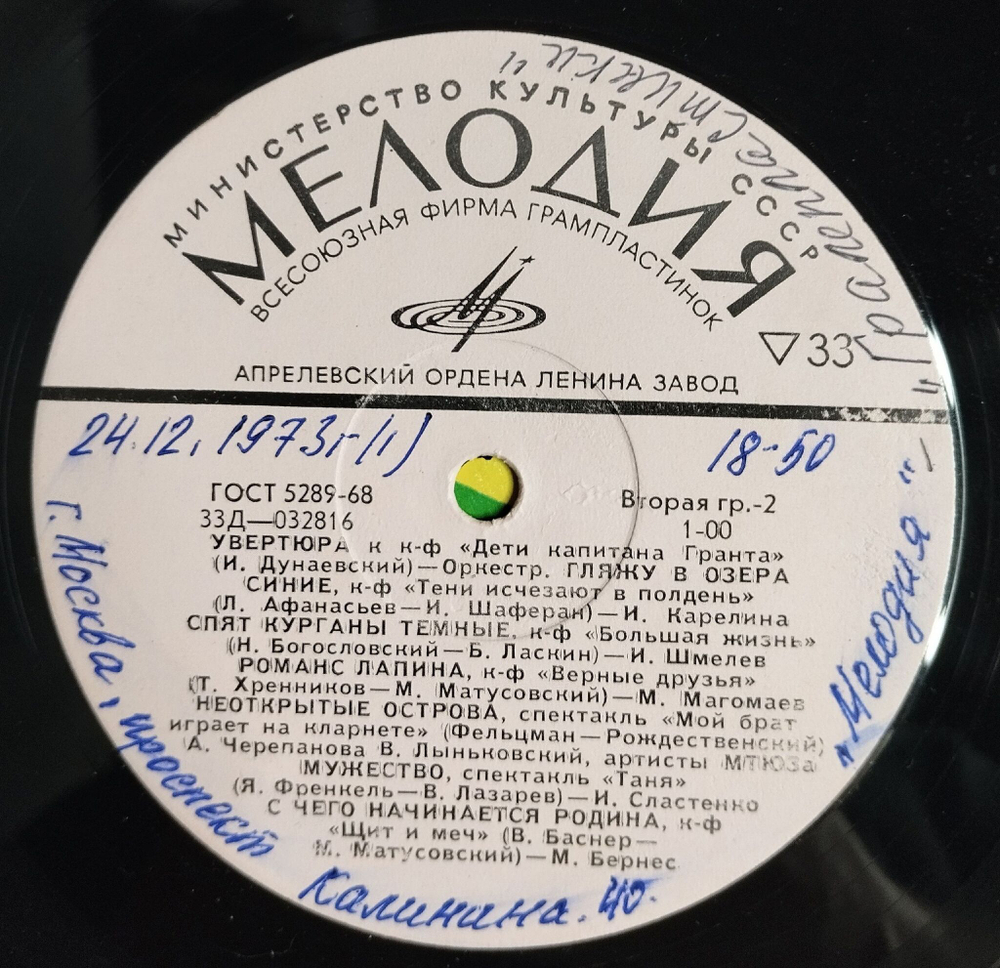 МИНИСТЕРСТВО КУЛЬТУРЫ СССР
МЕЛОДИЯ
ВСЕСОЮЗНАЯ ФИРМА ГРАМПЛАСТИНОК
▽33
АПРЕЛЕВСКИЙ ОРДЕНА ЛЕНИНА ЗАВОД
24.12.1973г(1)
18-50
ГОСТ 5289-68
Вторая гр.-2
33Д—032816
1-00
УВЕРТЮРА к к-ф «Дети капитана Гранта»
(И. Дунаевский)—Оркестр. ГЛЯЖУ В ОЗЕРА
СИНИЕ, к-ф «Тени исчезают в полдень»
(Л. Афанасьев—И. Шаферан)—И. Карелина
СПЯТ КУРГАНЫ ТЕМНЫЕ, к-ф «Большая жизнь»
(Н. Богословский—Б. Ласкин)—И. Шмелев
РОМАНС ЛАПИНА, к-ф «Верные друзья»
(Т. Хренников—М. Матусовский)—М. Магомаев
НЕОТКРЫТЫЕ ОСТРОВА, спектакль «Мой брат
играет на кларнете» (Фельцман—Рождественский)
А. Черепанова В. Лыньковский, артисты МТЮЗа
МУЖЕСТВО, спектакль «Таня»
(Я. Френкель—В. Лазарев)—И. Сластенко
С ЧЕГО НАЧИНАЕТСЯ РОДИНА, к-ф
«Щит и меч» (В. Баснер—
М. Матусовский)—М. Бернес
г. Москва, проспект Калинина. 40.
„Мелодия"